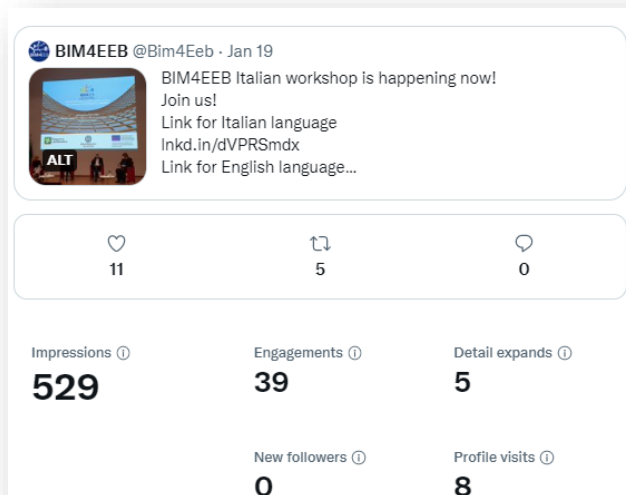 BIM4EEB @Bim4Eeb · Jan 19
BIM4EEB Italian workshop is happening now!
Join us!
Link for Italian language
lnkd.in/dVPRSmdx
Link for English language...
ALT
11 5 0
Impressions Engagements Detail expands
529 39 5
New followers Profile visits
0 8